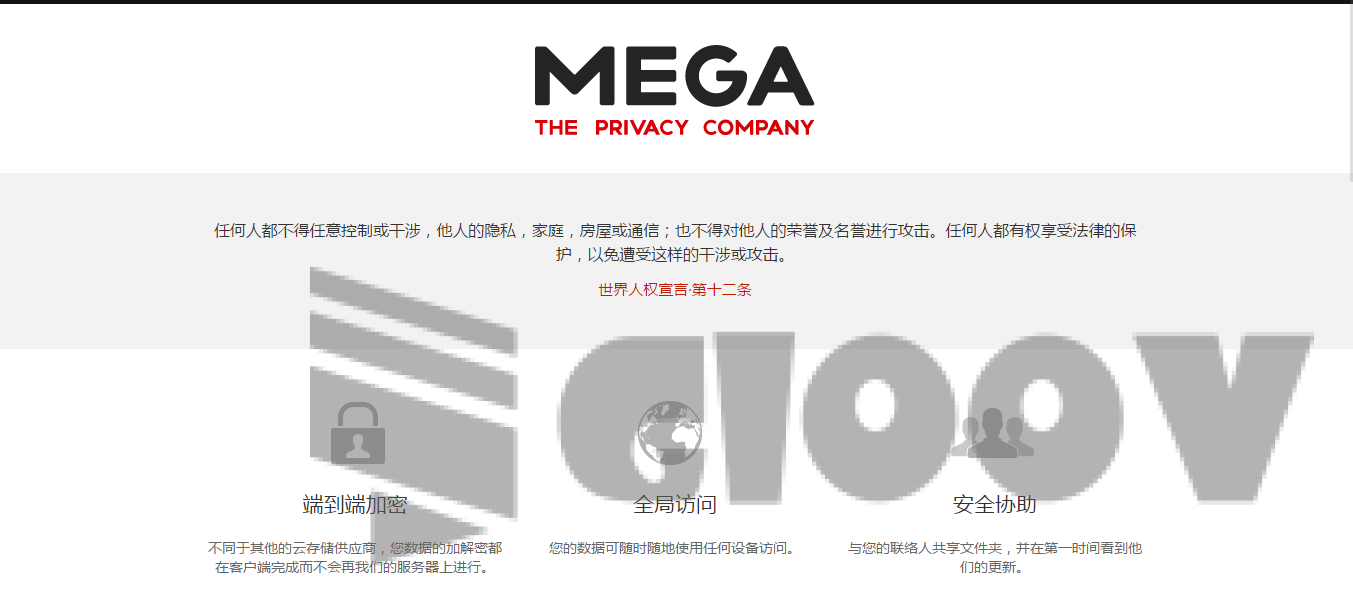 MEGA
THE PRIVACY COMPANY
任何人都不得任意控制或干涉，他人的隐私，家庭，房屋或通信；也不得对他人的荣誉及名誉进行攻击。任何人都有权享受法律的保
护，以免遭受这样的干涉或攻击。
世界人权宣言·第十二条
aloov
端到端加密
全局访问
安全协助
不同于其他的云存储供应商，您数据的加解密都
在客户端完成而不会再我们的服务器上进行。
您的数据可随时随地使用任何设备访问。
与您的联络人共享文件夹，并在第一时间看到他
们的更新。